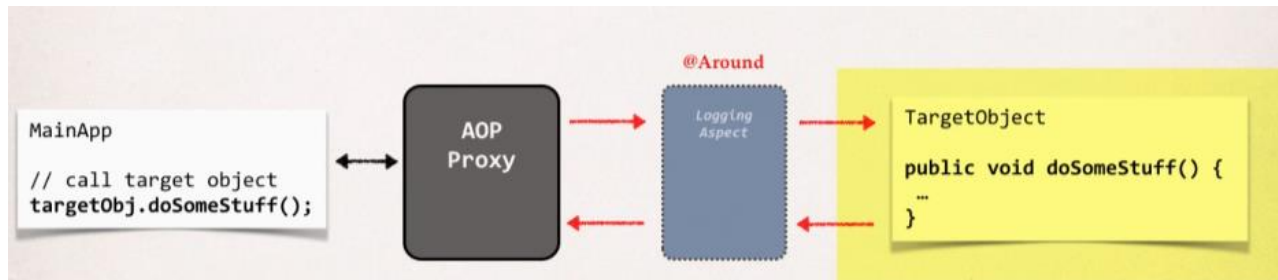 @Around
MainApp
// call target object
targetObj.doSomeStuff();
AOP
Proxy
Logging
Aspect
TargetObject
public void doSomeStuff() {
…
}